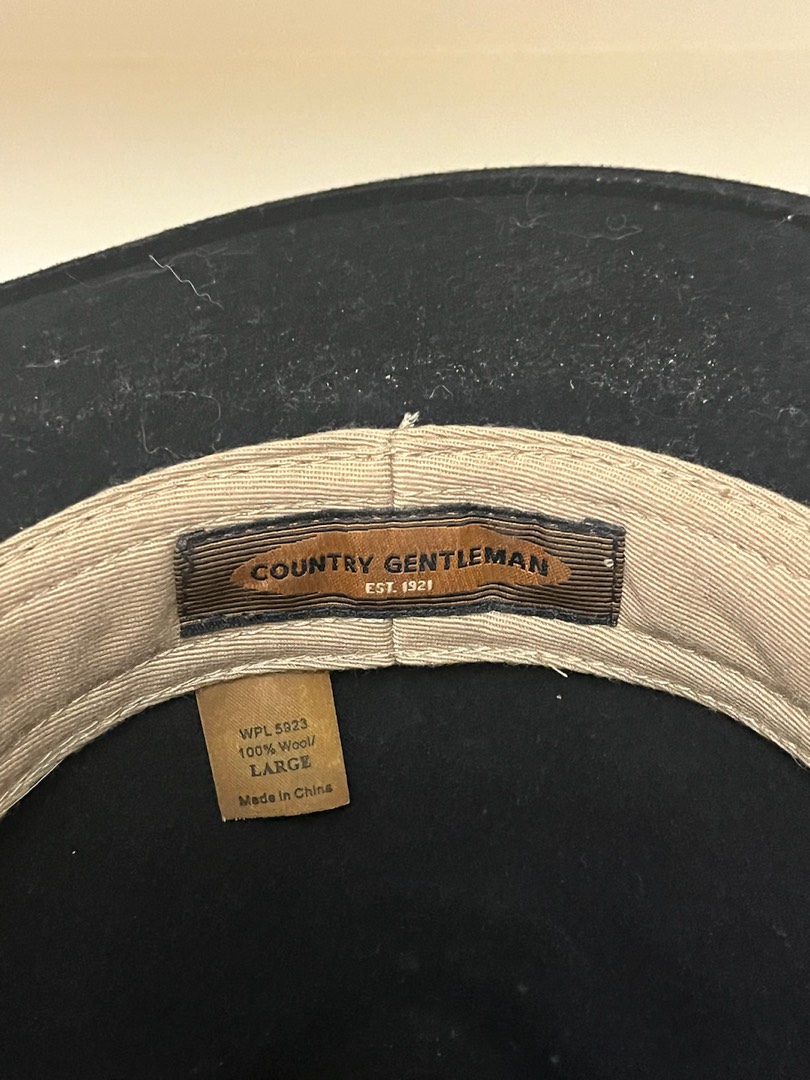 COUNTRY GENTLEMAN
EST. 1921
WPL 5923
100% Wool/
LARGE
Made in China